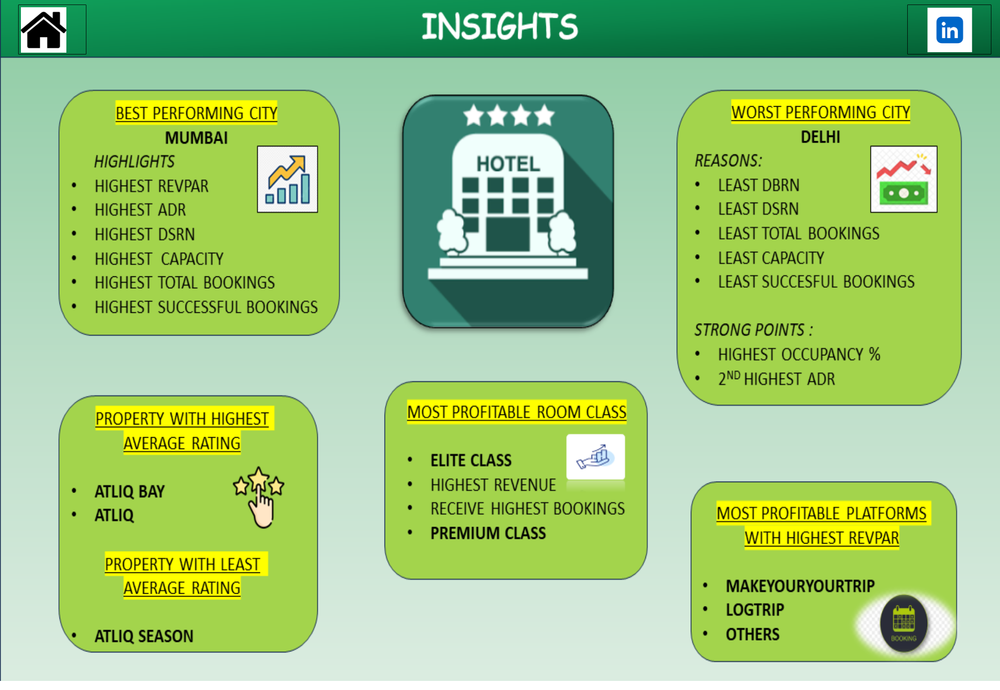 INSIGHTS
in
BEST PERFORMING CITY
MUMBAI
HIGHLIGHTS
• HIGHEST REVPAR
• HIGHEST ADR
• HIGHEST DSRN
• HIGHEST CAPACITY
• HIGHEST TOTAL BOOKINGS
• HIGHEST SUCCESSFUL BOOKINGS
HOTEL
WORST PERFORMING CITY
DELHI
REASONS:
• LEAST DBRN
• LEAST DSRN
• LEAST TOTAL BOOKINGS
• LEAST CAPACITY
• LEAST SUCCESFUL BOOKINGS
STRONG POINTS :
• HIGHEST OCCUPANCY %
• 2ND HIGHEST ADR
PROPERTY WITH HIGHEST
AVERAGE RATING
• ATLIQ BAY
• ATLIQ
PROPERTY WITH LEAST
AVERAGE RATING
• ATLIQ SEASON
MOST PROFITABLE ROOM CLASS
• ELITE CLASS
• HIGHEST REVENUE
• RECEIVE HIGHEST BOOKINGS
• PREMIUM CLASS
MOST PROFITABLE PLATFORMS
WITH HIGHEST REVPAR
• MAKEYOURYOURTRIP
• LOGTRIP
• OTHERS
BOOKING